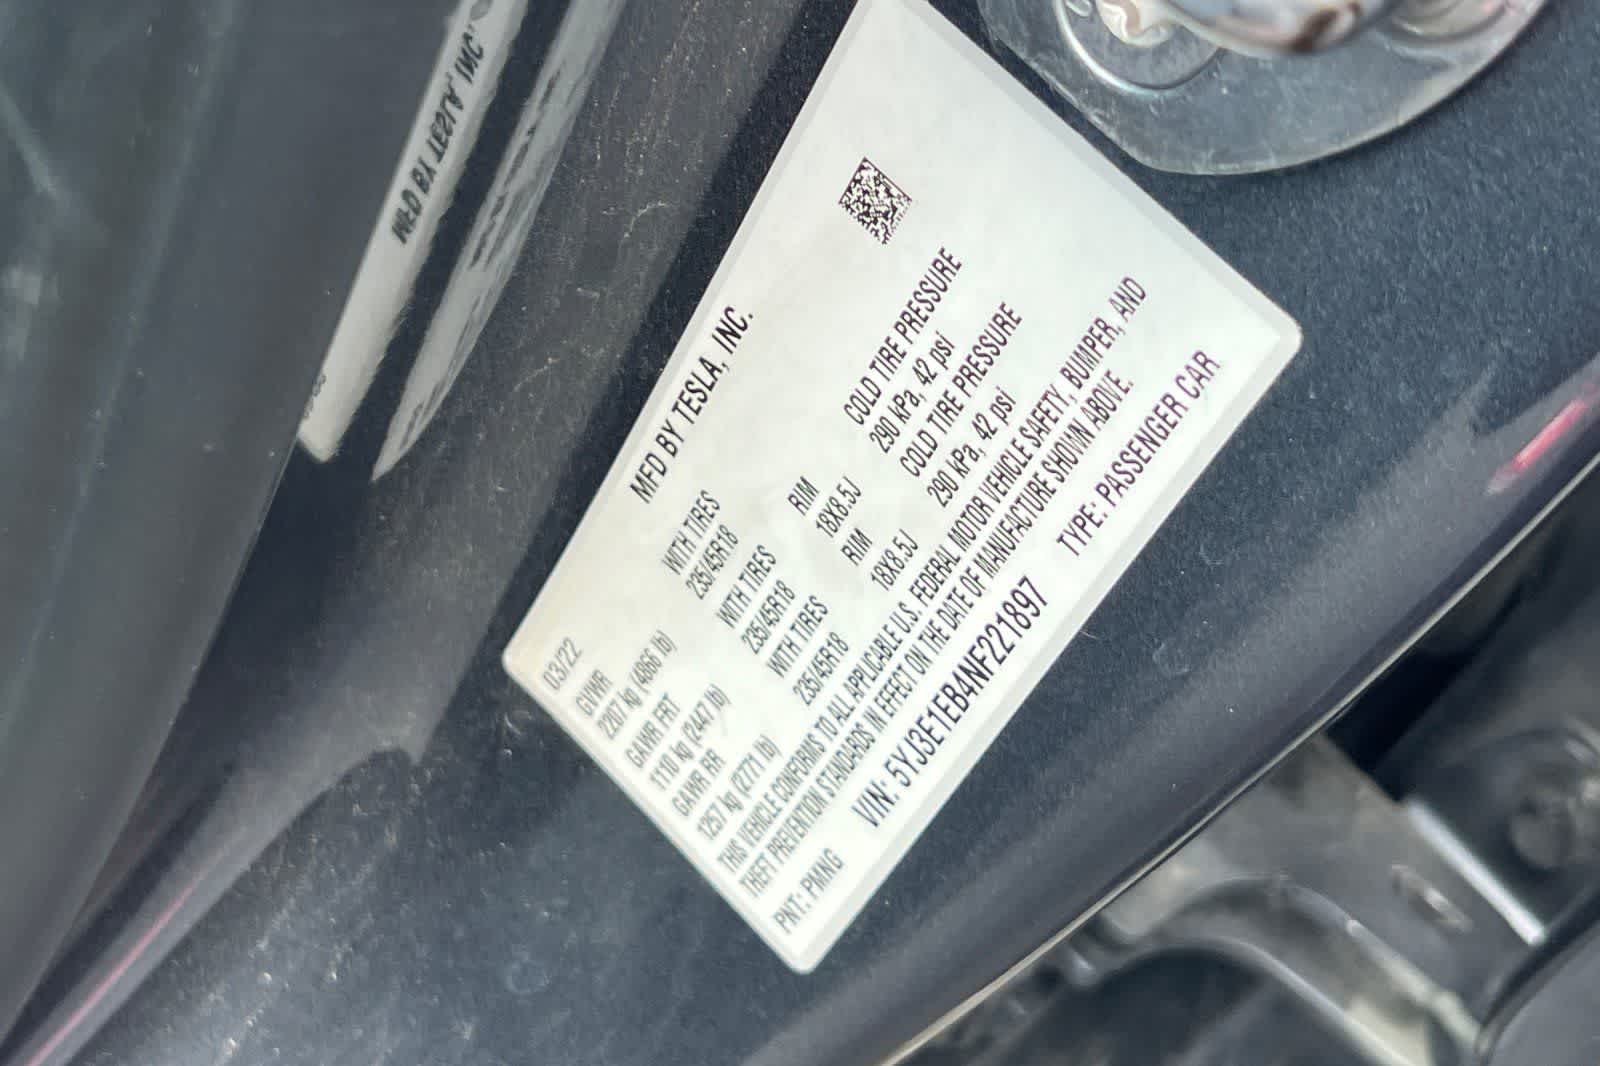 MFD BY TESLA, INC.
03/22
GVWR
2207 kg (4866 lb)
GAWR FRT WITH TIRES RIM COLD TIRE PRESSURE
1110 kg (2447 lb) 235/45R18 18X8.5J 290 kPa, 42 psi
GAWR RR WITH TIRES RIM COLD TIRE PRESSURE
1257 kg (2771 lb) 235/45R18 18X8.5J 290 kPa, 42 psi
WITH TIRES
235/45R18
THIS VEHICLE CONFORMS TO ALL APPLICABLE U.S. FEDERAL MOTOR VEHICLE SAFETY, BUMPER, AND
THEFT PREVENTION STANDARDS IN EFFECT ON THE DATE OF MANUFACTURE SHOWN ABOVE.
VIN: 5YJ3E1EB4NF221897 TYPE: PASSENGER CAR
PNT: PMNG